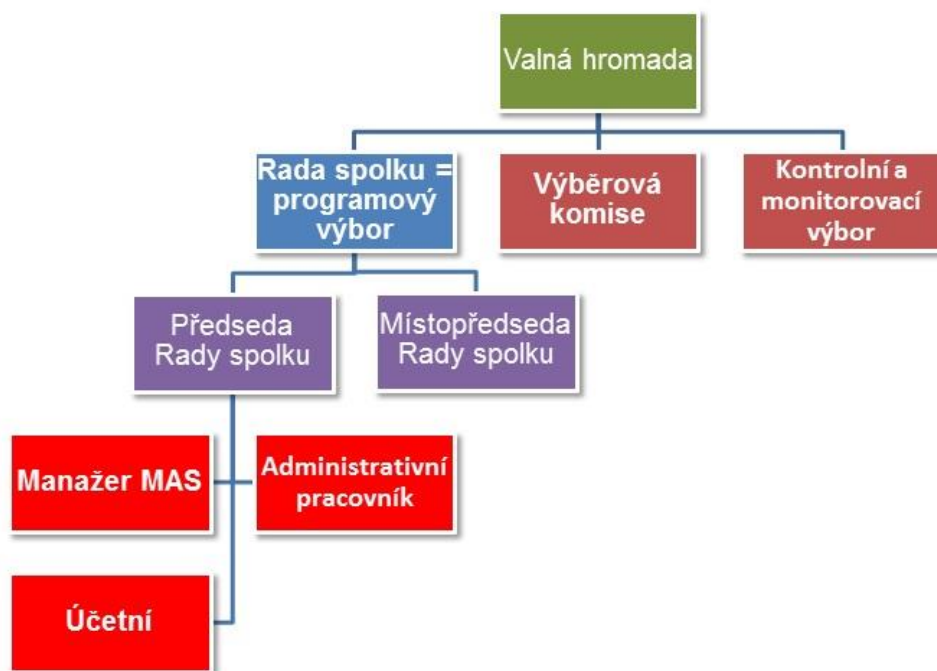 Valná hromada
Rada spolku =
programový
výbor
Výběrová
komise
Kontrolní a
monitorovací
výbor
Předseda
Rady spolku
Místopředseda
Rady spolku
Manažer MAS
Administrativní
pracovník
Účetní